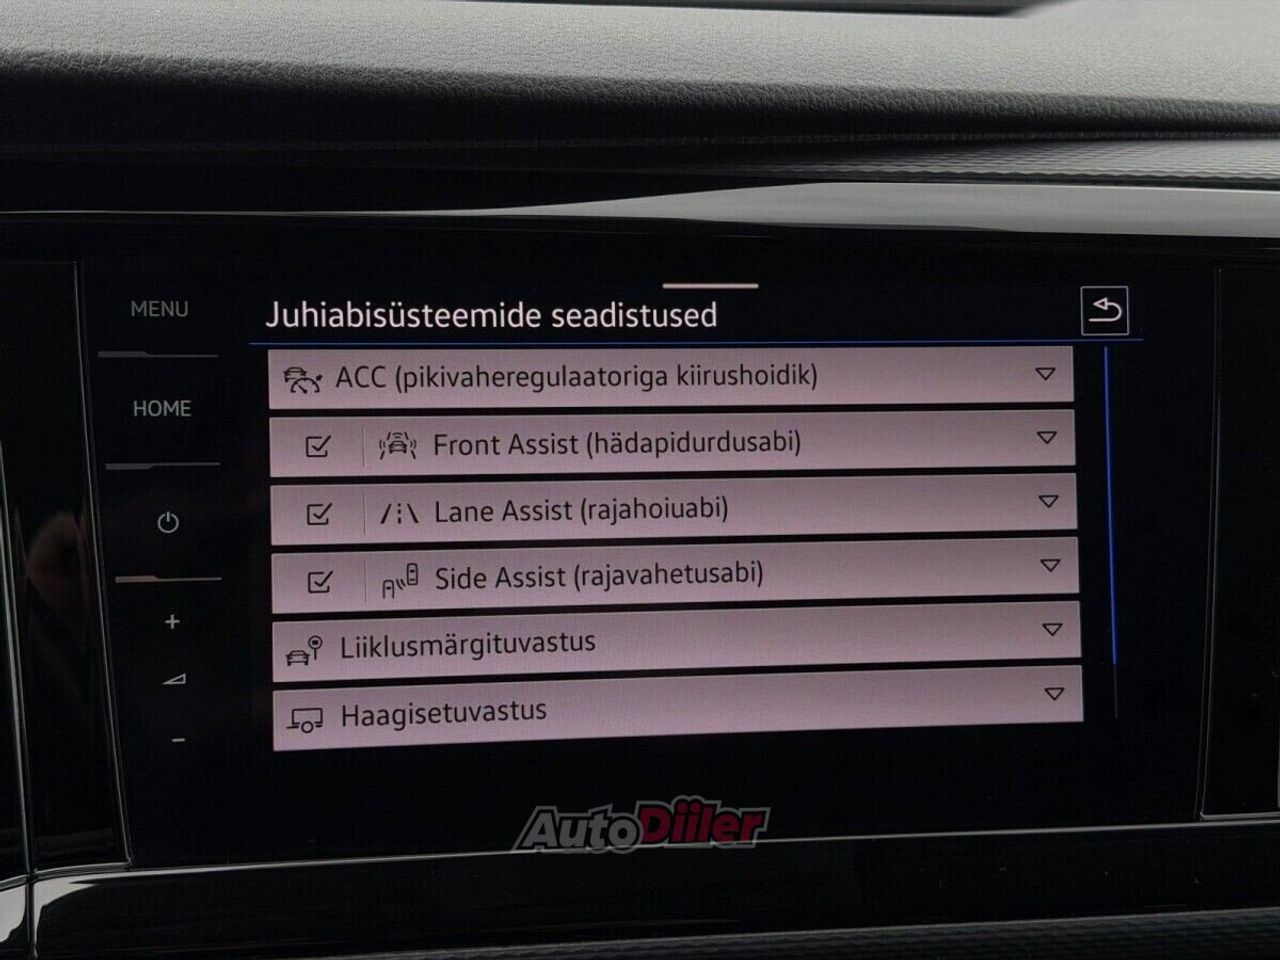 MENU
HOME
Juhiabisüsteemide seadistused
ACC (pikivaheregulaatoriga kiirushoidik)
Front Assist (hädapidurdusabi)
Lane Assist (rajahoiuabi)
Side Assist (rajavahetusabi)
Liiklusmärgituvastus
Haagisetuvastus
+
-
AutoDiiler